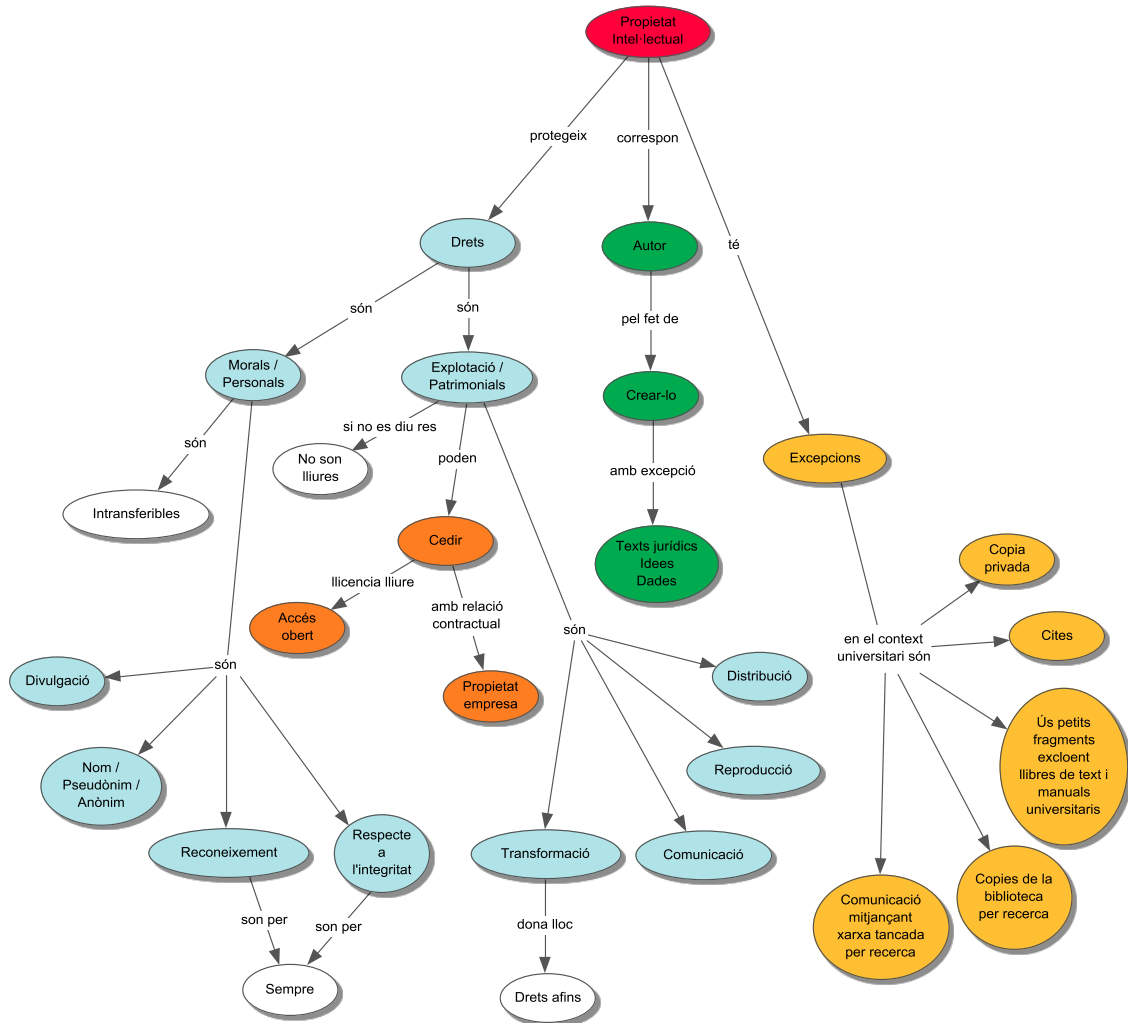 Propietat
Intel·lectual
protegeix
correspon
té
Drets
Autor
són
són
pel fet de
Morals /
Personals
Explotació /
Patrimonials
Crear-lo
si no es diu res
són
poden
No son
lliures
amb excepció
Excepcions
Intransferibles
Cedir
Texts jurídics
Idees
Dades
Copia
privada
llicencia lliure
amb relació
contractual
Accés
obert
són
en el context
universitari són
Cites
són
Divulgació
Propietat
empresa
Distribució
Ús petits
fragments
excloent
llibres de text i
manuals
universitaris
Nom /
Pseudònim /
Anònim
Reproducció
Reconeixement
Respecte
a
l'integritat
Transformació
Comunicació
Copies de la
biblioteca
per recerca
Comunicació
mitjançant
xarxa tancada
per recerca
son per
son per
dona lloc
Sempre
Drets afins